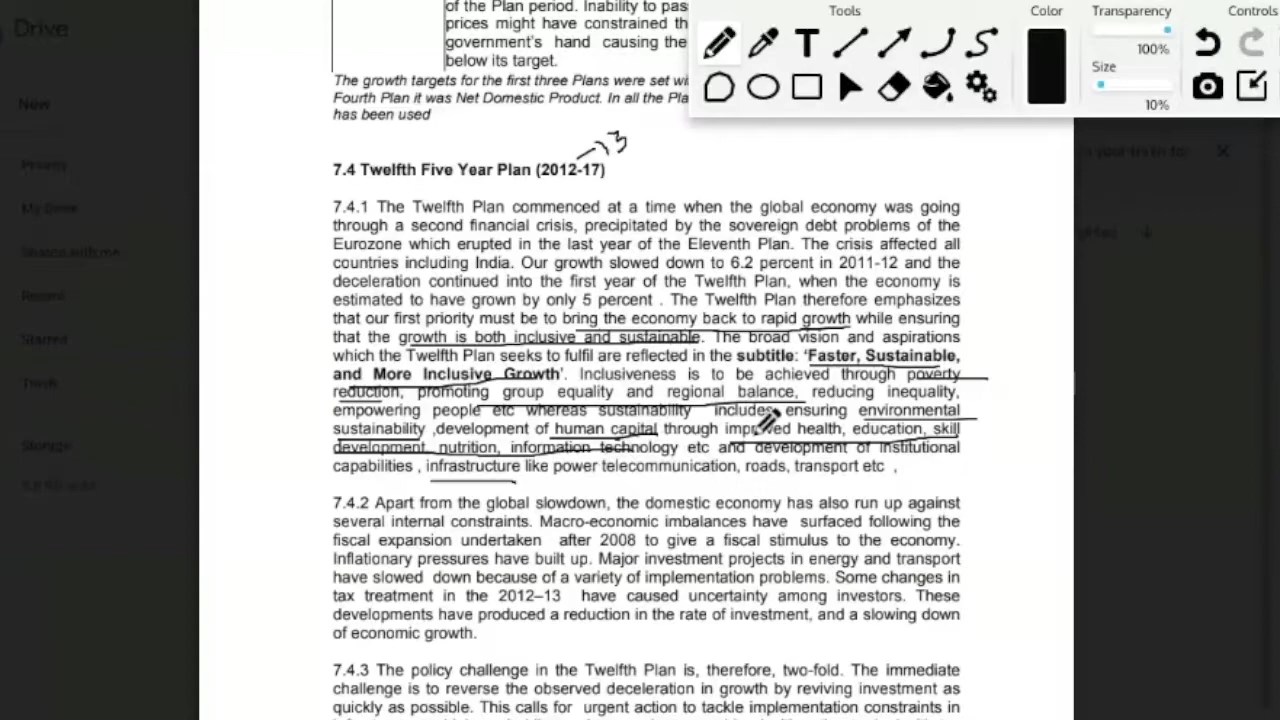 Drive
of the Plan period. Inability to pas
prices might have constrained th
government's hand causing the
below its target.
Tools
Color
Transparency
Controls
100%
Size
10%
The growth targets for the first three Plans were set wi
Fourth Plan it was Net Domestic Product. In all the Pla
has been used
New
Priority
Recent
Starred
Trash
Storage
13
7.4 Twelfth Five Year Plan (2012-17)
7.4.1 The Twelfth Plan commenced at a time when the global economy was going
through a second financial crisis, precipitated by the sovereign debt problems of the
Eurozone which erupted in the last year of the Eleventh Plan. The crisis affected all
countries including India. Our growth slowed down to 6.2 percent in 2011-12 and the
deceleration continued into the first year of the Twelfth Plan, when the economy is
estimated to have grown by only 5 percent . The Twelfth Plan therefore emphasizes
that our first priority must be to bring the economy back to rapid growth while ensuring
that the growth is both inclusive and sustainable. The broad vision and aspirations
which the Twelfth Plan seeks to fulfil are reflected in the subtitle: 'Faster, Sustainable,
and More Inclusive Growth'. Inclusiveness is to be achieved through poverty
reduction, promoting group equality and regional balance, reducing inequality,
empowering people etc whereas sustainability includes ensuring environmental
sustainability ,development of human capital through improved health, education, skill
development, nutrition, information technology etc and development of institutional
capabilities , infrastructure like power telecommunication, roads, transport etc ,
7.4.2 Apart from the global slowdown, the domestic economy has also run up against
several internal constraints. Macro-economic imbalances have surfaced following the
fiscal expansion undertaken after 2008 to give a fiscal stimulus to the economy.
Inflationary pressures have built up. Major investment projects in energy and transport
have slowed down because of a variety of implementation problems. Some changes in
tax treatment in the 2012–13 have caused uncertainty among investors. These
developments have produced a reduction in the rate of investment, and a slowing down
of economic growth.
7.4.3 The policy challenge in the Twelfth Plan is, therefore, two-fold. The immediate
challenge is to reverse the observed deceleration in growth by reviving investment as
quickly as possible. This calls for urgent action to tackle implementation constraints in